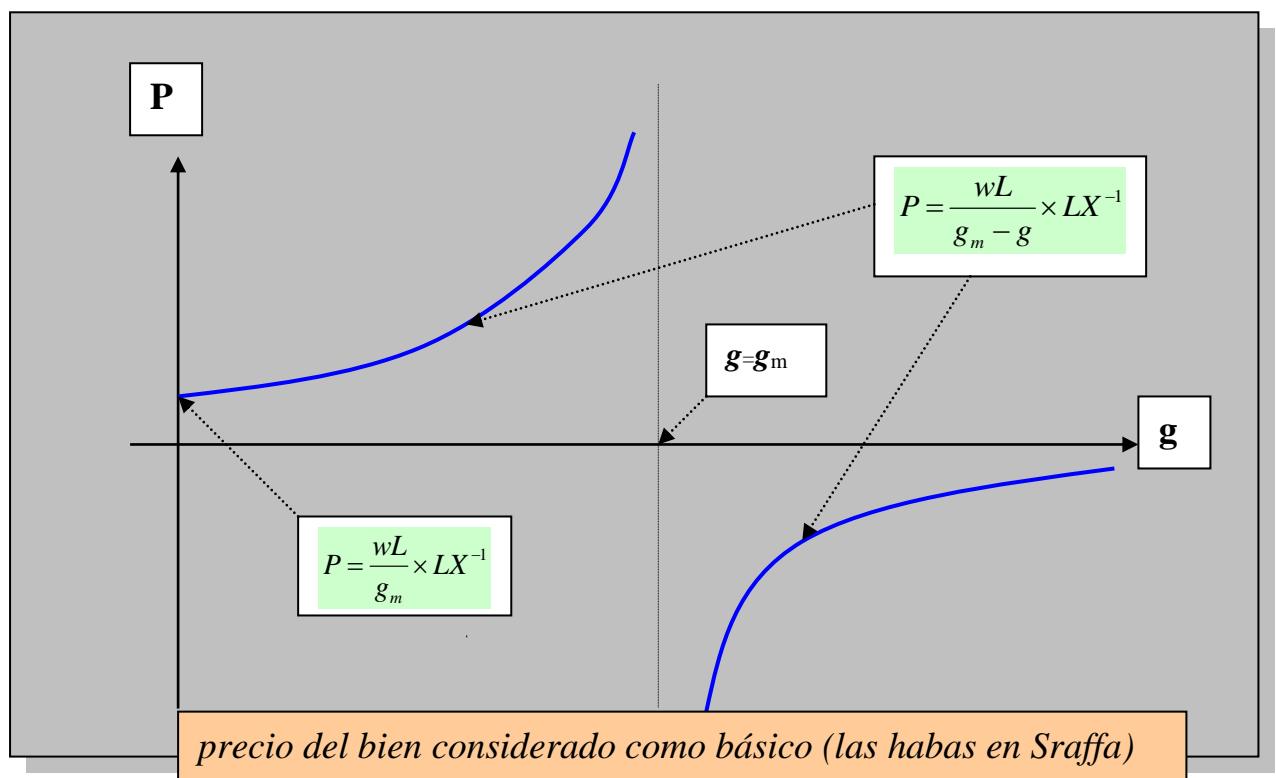 P
P = wL / (g_m − g) × LX⁻¹
g=g_m
g
P = wL / g_m × LX⁻¹
precio del bien considerado como básico (las habas en Sraffa)